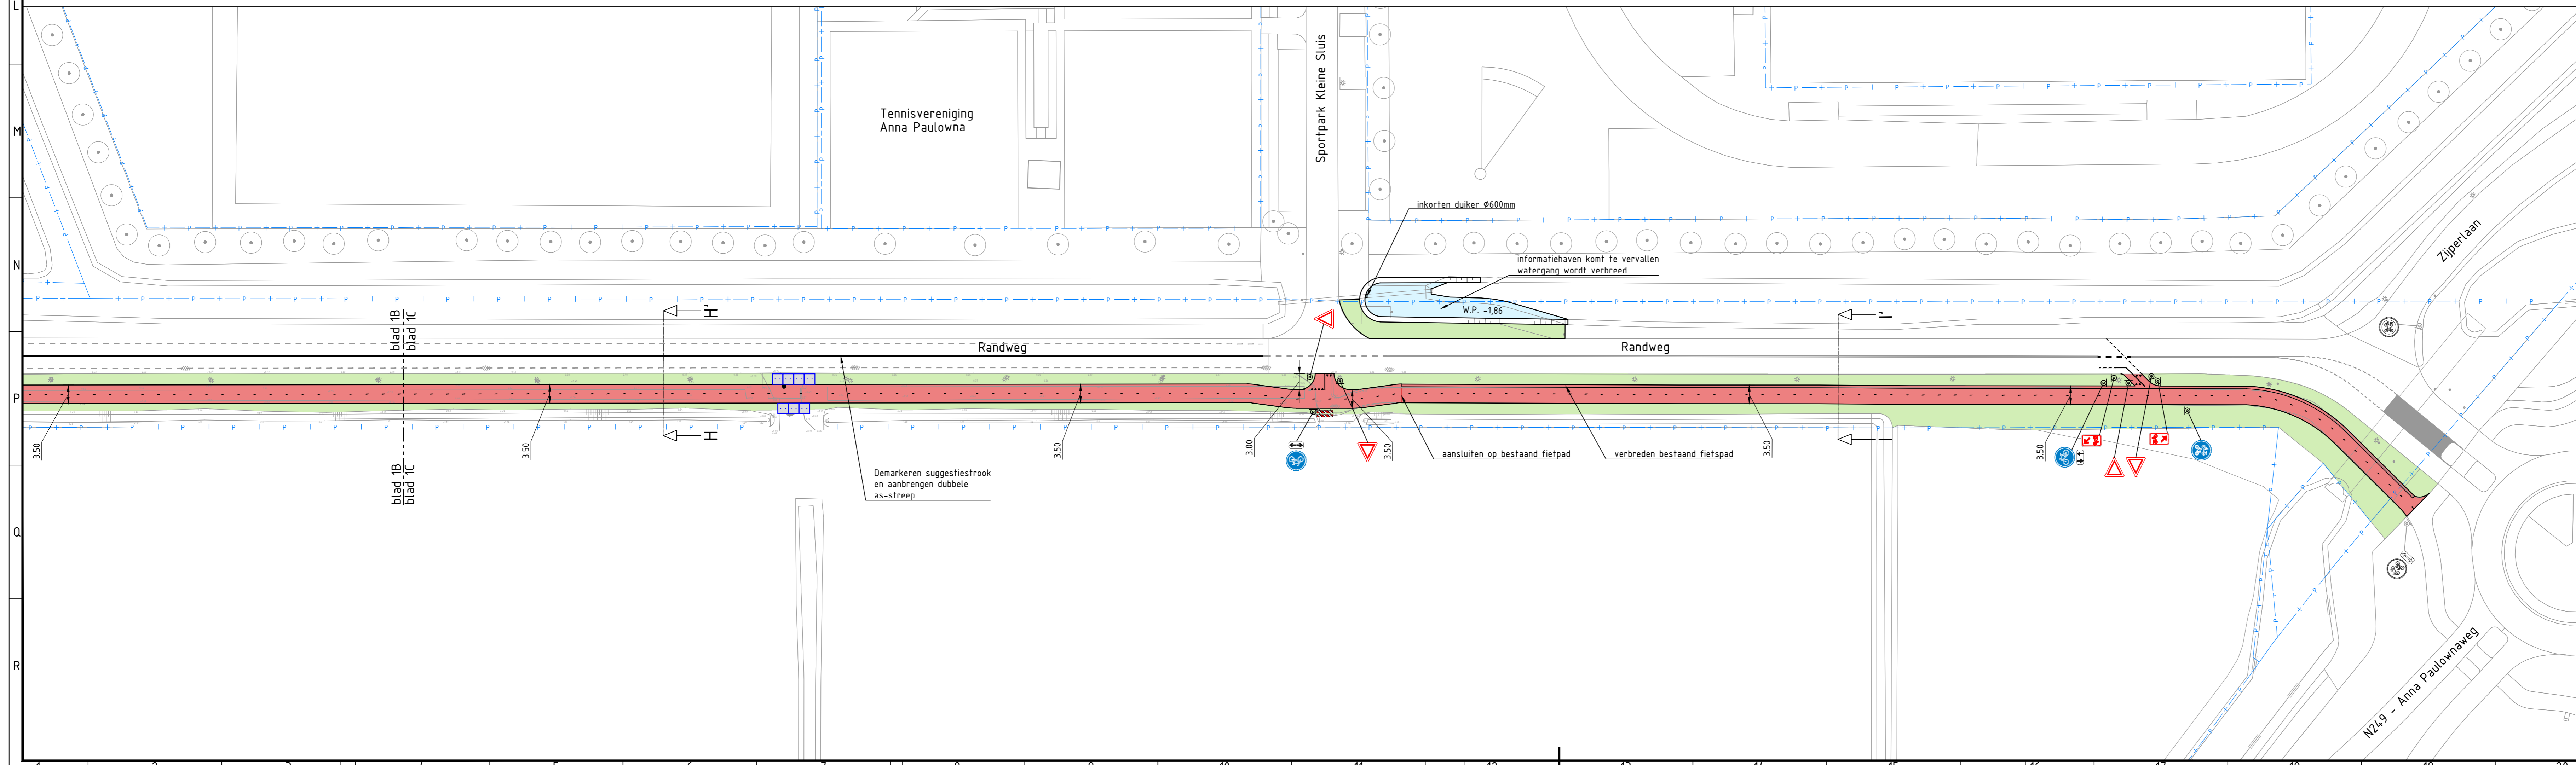 L
M
N
P
Q
R
Tennisvereniging
Anna Paulowna
Sportpark Kleine Sluis
inkorten duiker Ø600mm
informatiehaven komt te vervallen
watergang wordt verbreed
W.P. -1,86
Zijperlaan
blad 1B
blad 1C
H'
I'
Randweg
Randweg
3.50
3.50
3.50
3.00
3.50
3.50
3.50
H
I
aansluiten op bestaand fietpad
verbreden bestaand fietspad
blad 1B
blad 1C
Demarkeren suggestiestrook
en aanbrengen dubbele
as-streep
N249 - Anna Paulownaweg